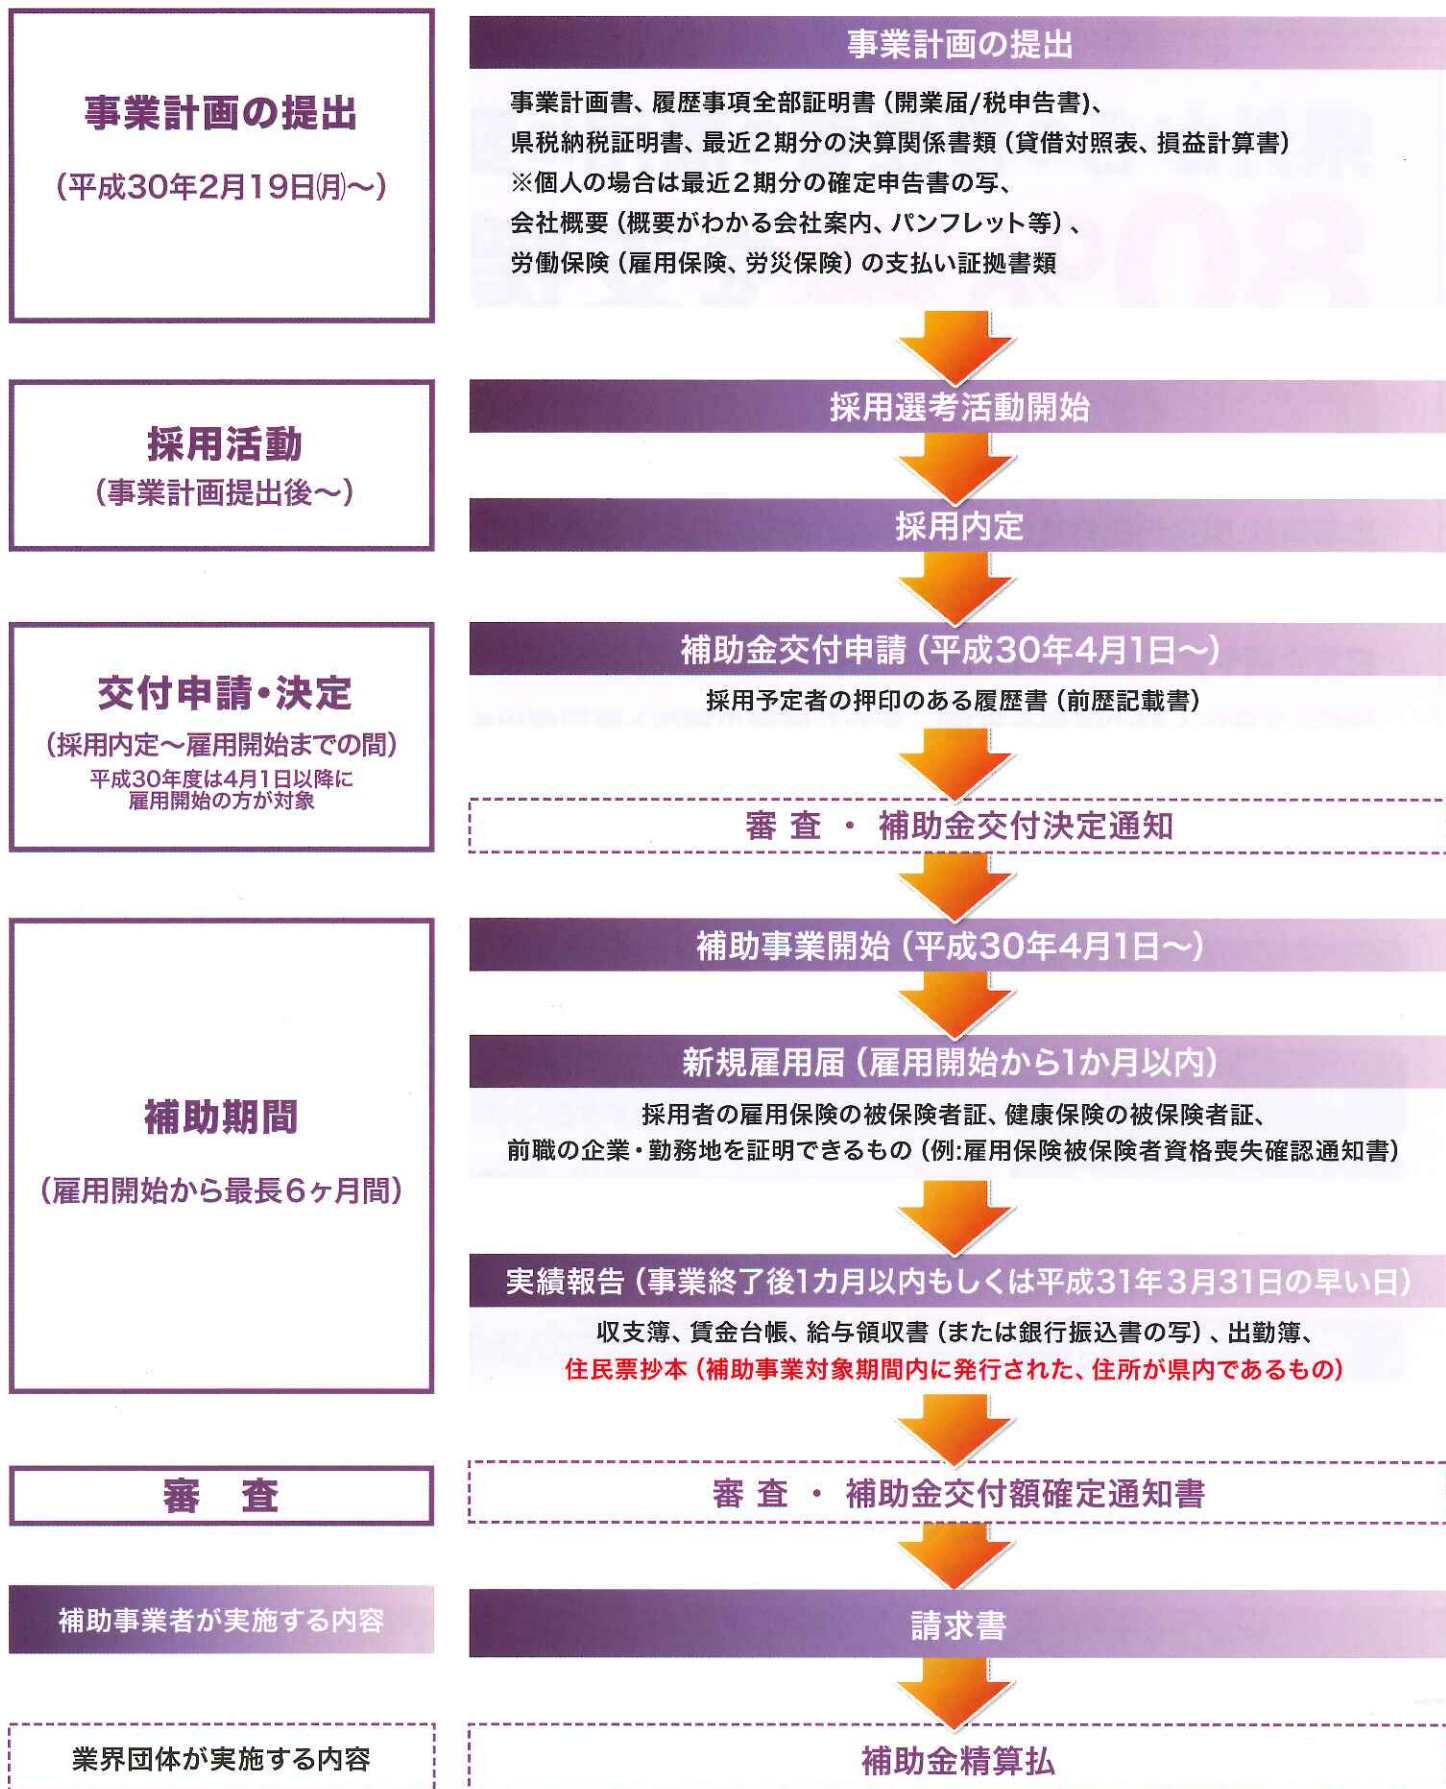 事業計画の提出
(平成30年2月19日㈪～)
事業計画の提出
事業計画書、履歴事項全部証明書(開業届/税申告書)、
県税納税証明書、最近2期分の決算関係書類(貸借対照表、損益計算書)
※個人の場合は最近2期分の確定申告書の写、
会社概要(概要がわかる会社案内、パンフレット等)、
労働保険(雇用保険、労災保険)の支払い証拠書類
採用活動
(事業計画提出後～)
採用選考活動開始
採用内定
交付申請・決定
(採用内定～雇用開始までの間)
平成30年度は4月1日以降に
雇用開始の方が対象
補助金交付申請(平成30年4月1日～)
採用予定者の押印のある履歴書(前歴記載書)
審 査 ・ 補助金交付決定通知
補助期間
(雇用開始から最長6ヶ月間)
補助事業開始(平成30年4月1日～)
新規雇用届(雇用開始から1か月以内)
採用者の雇用保険の被保険者証、健康保険の被保険者証、
前職の企業・勤務地を証明できるもの(例:雇用保険被保険者資格喪失確認通知書)
実績報告(事業終了後1カ月以内もしくは平成31年3月31日の早い日)
収支簿、賃金台帳、給与領収書(または銀行振込書の写)、出勤簿、
住民票抄本(補助事業対象期間内に発行された、住所が県内であるもの)
審 査
審 査 ・ 補助金交付額確定通知書
補助事業者が実施する内容
請求書
業界団体が実施する内容
補助金精算払